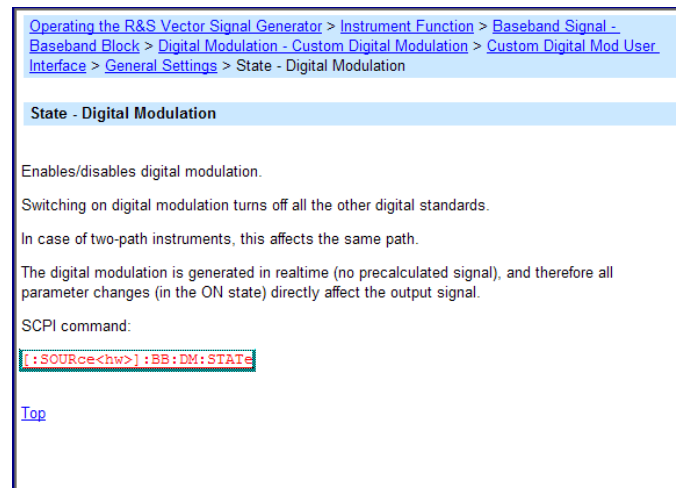 Operating the R&S Vector Signal Generator > Instrument Function > Baseband Signal -
Baseband Block > Digital Modulation - Custom Digital Modulation > Custom Digital Mod User
Interface > General Settings > State - Digital Modulation
State - Digital Modulation
Enables/disables digital modulation.
Switching on digital modulation turns off all the other digital standards.
In case of two-path instruments, this affects the same path.
The digital modulation is generated in realtime (no precalculated signal), and therefore all
parameter changes (in the ON state) directly affect the output signal.
SCPI command:
[:SOURce<hw>]:BB:DM:STATe
Top